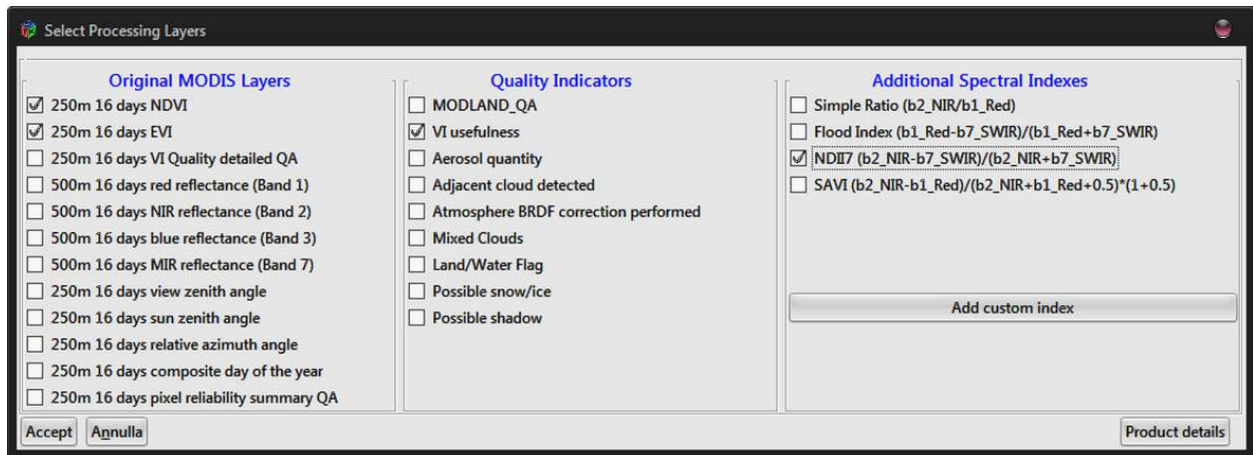 Select Processing Layers
Original MODIS Layers
250m 16 days NDVI
250m 16 days EVI
250m 16 days VI Quality detailed QA
500m 16 days red reflectance (Band 1)
500m 16 days NIR reflectance (Band 2)
500m 16 days blue reflectance (Band 3)
500m 16 days MIR reflectance (Band 7)
250m 16 days view zenith angle
250m 16 days sun zenith angle
250m 16 days relative azimuth angle
250m 16 days composite day of the year
250m 16 days pixel reliability summary QA
Quality Indicators
MODLAND_QA
VI usefulness
Aerosol quantity
Adjacent cloud detected
Atmosphere BRDF correction performed
Mixed Clouds
Land/Water Flag
Possible snow/ice
Possible shadow
Additional Spectral Indexes
Simple Ratio (b2_NIR/b1_Red)
Flood Index (b1_Red-b7_SWIR)/(b1_Red+b7_SWIR)
NDII7 (b2_NIR-b7_SWIR)/(b2_NIR+b7_SWIR)
SAVI (b2_NIR-b1_Red)/(b2_NIR+b1_Red+0.5)*(1+0.5)
Add custom index
Accept
Annulla
Product details